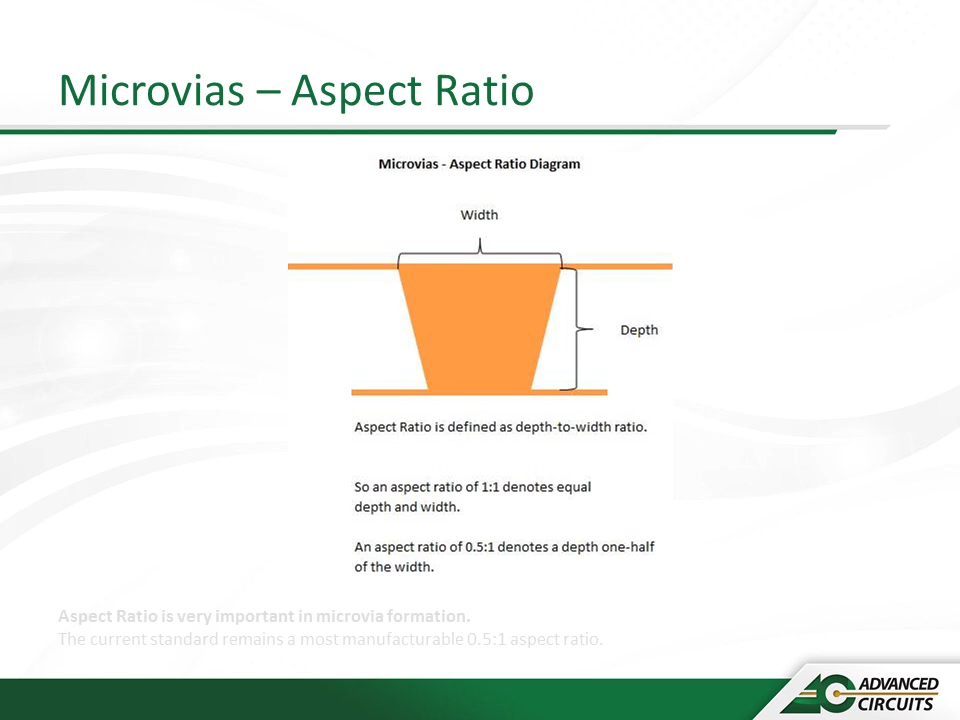 Microvias – Aspect Ratio
Microvias - Aspect Ratio Diagram
Width
Depth
Aspect Ratio is defined as depth-to-width ratio.
So an aspect ratio of 1:1 denotes equal
depth and width.
An aspect ratio of 0.5:1 denotes a depth one-half
of the width.
Aspect Ratio is very important in microvia formation.
The current standard remains a most manufacturable 0.5:1 aspect ratio.
ADVANCED
CIRCUITS